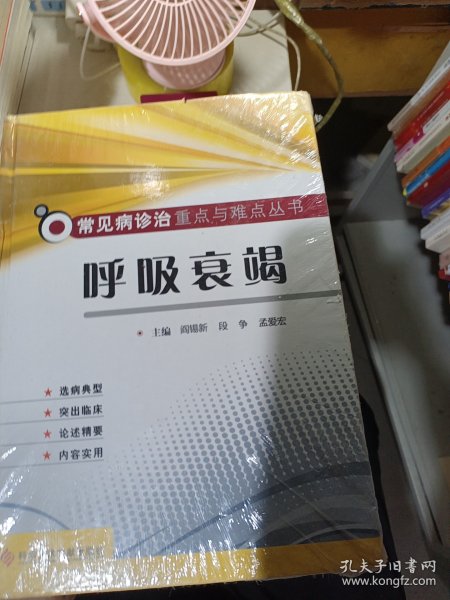 常见病诊治重点与难点丛书
呼吸衰竭
主编 阎锡新 段争 孟爱宏
★ 选病典型
★ 突出临床
★ 论述精要
★ 内容实用
孔夫子旧书网
www.kongfz.com